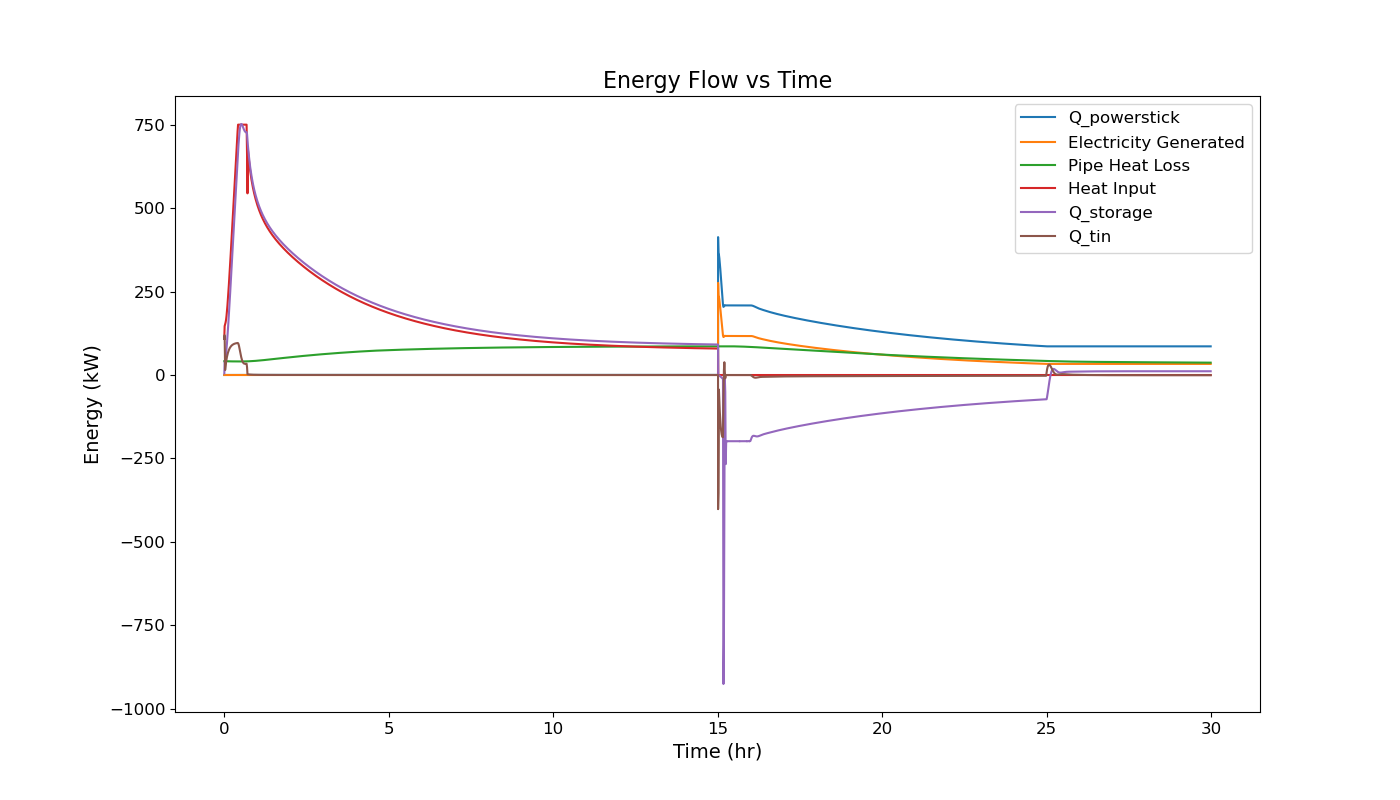 Energy Flow vs Time
Energy (kW)
750
500
250
0
−250
−500
−750
−1000
Q_powerstick
Electricity Generated
Pipe Heat Loss
Heat Input
Q_storage
Q_tin
0 5 10 15 20 25 30
Time (hr)